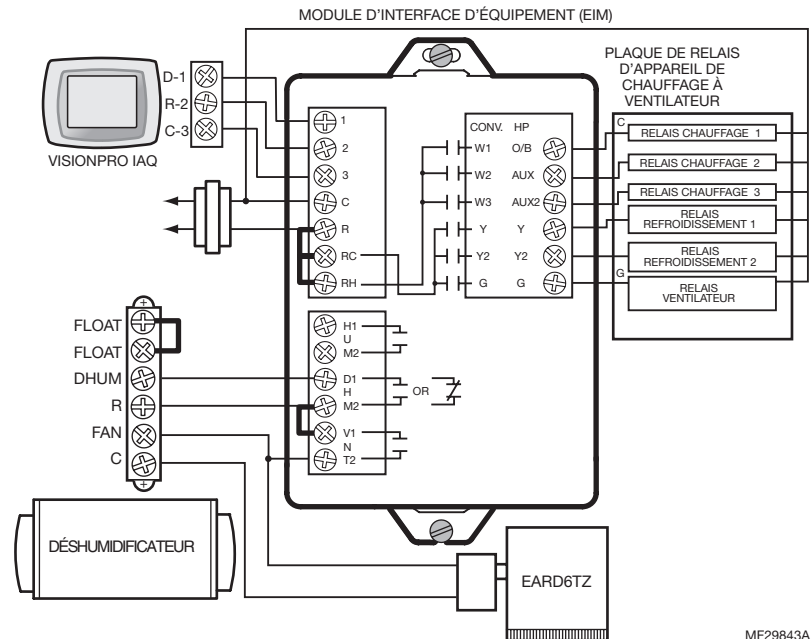 MODULE D'INTERFACE D'ÉQUIPEMENT (EIM)
PLAQUE DE RELAIS
D'APPAREIL DE
CHAUFFAGE À
VENTILATEUR
D-1
R-2
C-3
VISIONPRO IAQ
1
2
3
C
R
RC
RH
CONV. HP
W1 O/B
W2 AUX
W3 AUX2
Y Y
Y2 Y2
G G
C
RELAIS CHAUFFAGE 1
RELAIS CHAUFFAGE 2
RELAIS CHAUFFAGE 3
RELAIS
REFROIDISSEMENT 1
RELAIS
REFROIDISSEMENT 2
G
RELAIS
VENTILATEUR
FLOAT
FLOAT
DHUM
R
FAN
C
H1
U
M2
D1
H
M2
V1
N
T2
OR
DÉSHUMIDIFICATEUR
EARD6TZ
MF29843A